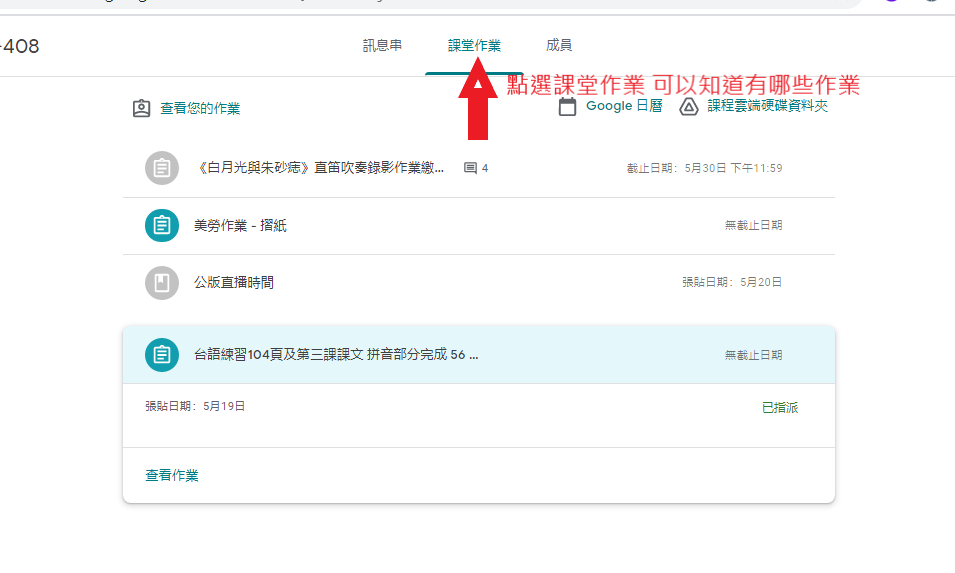 -408
訊息串 課堂作業 成員
點選課堂作業 可以知道有哪些作業
查看您的作業 Google 日曆 課程雲端硬碟資料夾
《白月光與朱砂痣》直笛吹奏錄影作業繳... 4 截止日期：5月30日 下午11:59
美勞作業 - 摺紙 無截止日期
公版直播時間 張貼日期：5月20日
台語練習104頁及第三課課文 拼音部分完成 56 ... 無截止日期
張貼日期：5月19日 已指派
查看作業